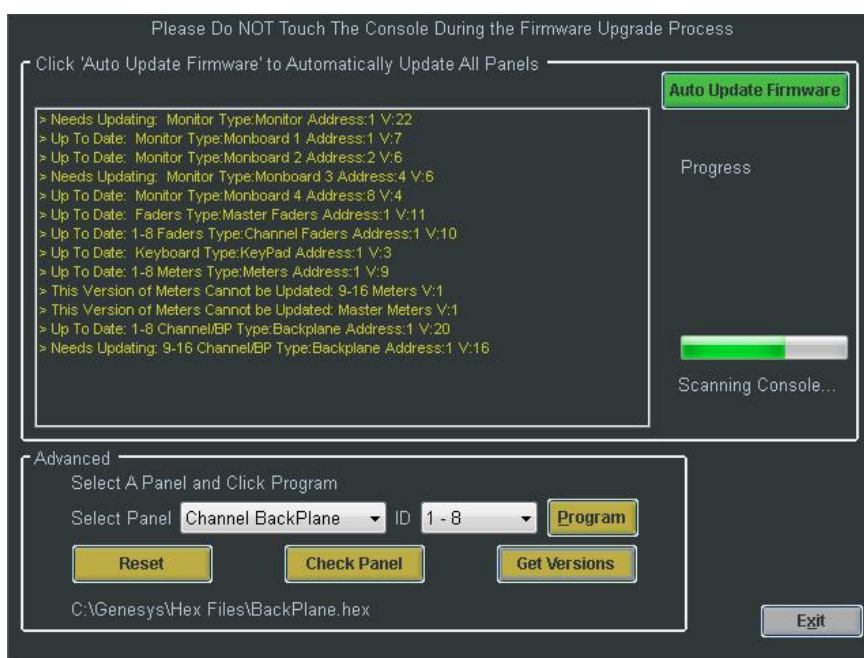 Please Do NOT Touch The Console During the Firmware Upgrade Process
Click 'Auto Update Firmware' to Automatically Update All Panels
Auto Update Firmware
> Needs Updating:  Monitor Type:Monitor Address:1 V:22
> Up To Date:  Monitor Type:Monboard 1 Address:1 V:7
> Up To Date:  Monitor Type:Monboard 2 Address:2 V:6
> Needs Updating:  Monitor Type:Monboard 3 Address:4 V:6
> Up To Date:  Monitor Type:Monboard 4 Address:8 V:4
> Up To Date:  Faders Type:Master Faders Address:1 V:11
> Up To Date: 1-8 Faders Type:Channel Faders Address:1 V:10
> Up To Date:  Keyboard Type:KeyPad Address:1 V:3
> Up To Date: 1-8 Meters Type:Meters Address:1 V:9
> This Version of Meters Cannot be Updated: 9-16 Meters V:1
> This Version of Meters Cannot be Updated: Master Meters V:1
> Up To Date: 1-8 Channel/BP Type:Backplane Address:1 V:20
> Needs Updating: 9-16 Channel/BP Type:Backplane Address:1 V:16
Progress
Scanning Console...
Advanced
Select A Panel and Click Program
Select Panel Channel BackPlane ID 1 - 8 Program
Reset Check Panel Get Versions
C:\Genesys\Hex Files\BackPlane.hex
Exit